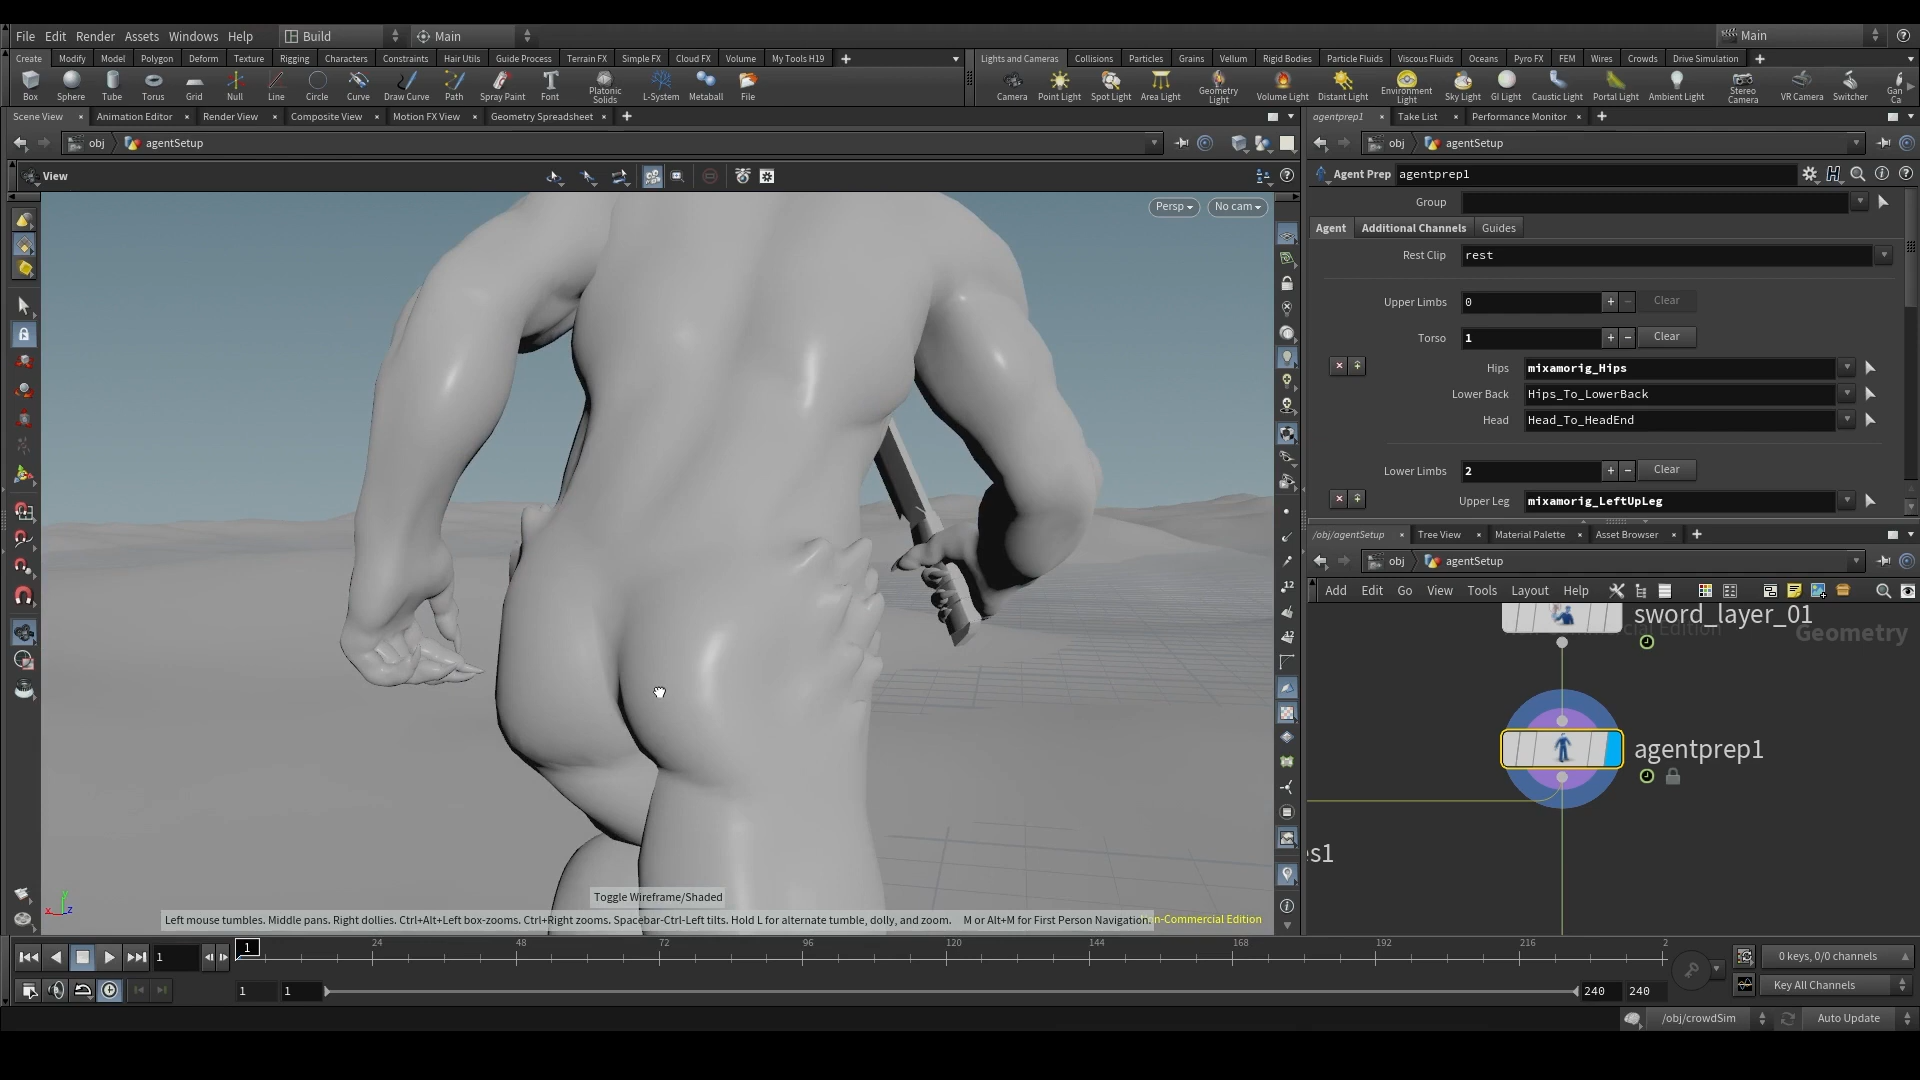 File Edit Render Assets Windows Help Build Main Main
Create Modify Model Polygon Deform Texture Rigging Characters Constraints Hair Utils Guide Process Terrain FX Simple FX Cloud FX Volume My Tools H19
Lights and Cameras Collisions Particles Grains Vellum Rigid Bodies Particle Fluids Viscous Fluids Oceans Pyro FX FEM Wires Crowds Drive Simulation
Box Sphere Tube Torus Grid Null Line Circle Curve Draw Curve Path Spray Paint Font Platonic Solids L-System Metaball File
Camera Point Light Spot Light Area Light Geometry Light Volume Light Distant Light Environment Light Sky Light GI Light Caustic Light Portal Light Ambient Light Stereo Camera VR Camera Switcher Gan Ca
Scene View Animation Editor Render View Composite View Motion FX View Geometry Spreadsheet
agentprep1 Take List Performance Monitor
obj agentSetup
obj agentSetup
View
Persp No cam
Agent Prep agentprep1
Group
Agent Additional Channels Guides
Rest Clip rest
Upper Limbs 0 Clear
Torso 1 Clear
Hips mixamorig_Hips
Lower Back Hips_To_LowerBack
Head Head_To_HeadEnd
Lower Limbs 2 Clear
Upper Leg mixamorig_LeftUpLeg
/obj/agentSetup Tree View Material Palette Asset Browser
obj agentSetup
Add Edit Go View Tools Layout Help
sword_layer_01
cial Edition
Geometry
agentprep1
es1
12
12
Toggle Wireframe/Shaded
Left mouse tumbles. Middle pans. Right dollies. Ctrl+Alt+Left box-zooms. Ctrl+Right zooms. Spacebar-Ctrl-Left tilts. Hold L for alternate tumble, dolly, and zoom. M or Alt+M for First Person Navigation
n-Commercial Edition
x y z
1 1 24 48 72 96 120 144 168 192 216 2
0 keys, 0/0 channels
1 1 240 240
Key All Channels
/obj/crowdSim Auto Update